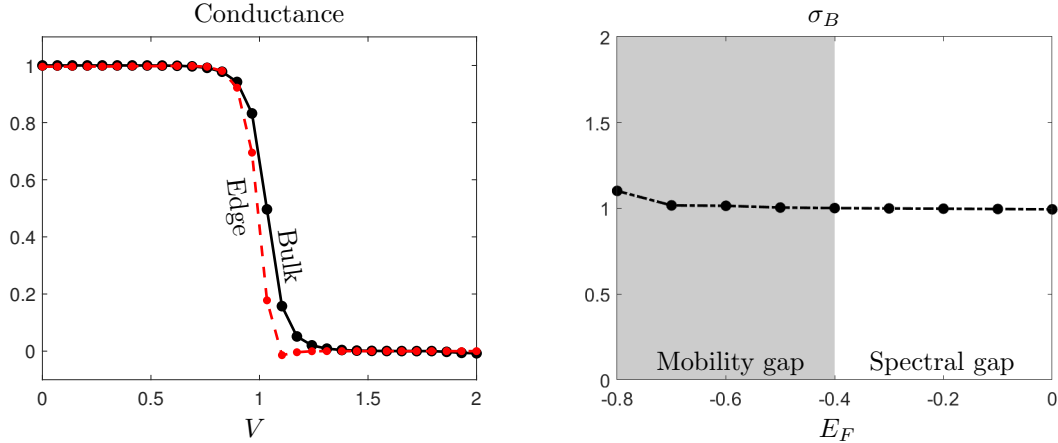 Conductance
1
0.8
0.6
0.4
0.2
0
Edge
Bulk
0
0.5
1
1.5
2
V
σ_B
2
1.5
1
0.5
0
Mobility gap
Spectral gap
-0.8
-0.6
-0.4
-0.2
0
E_F